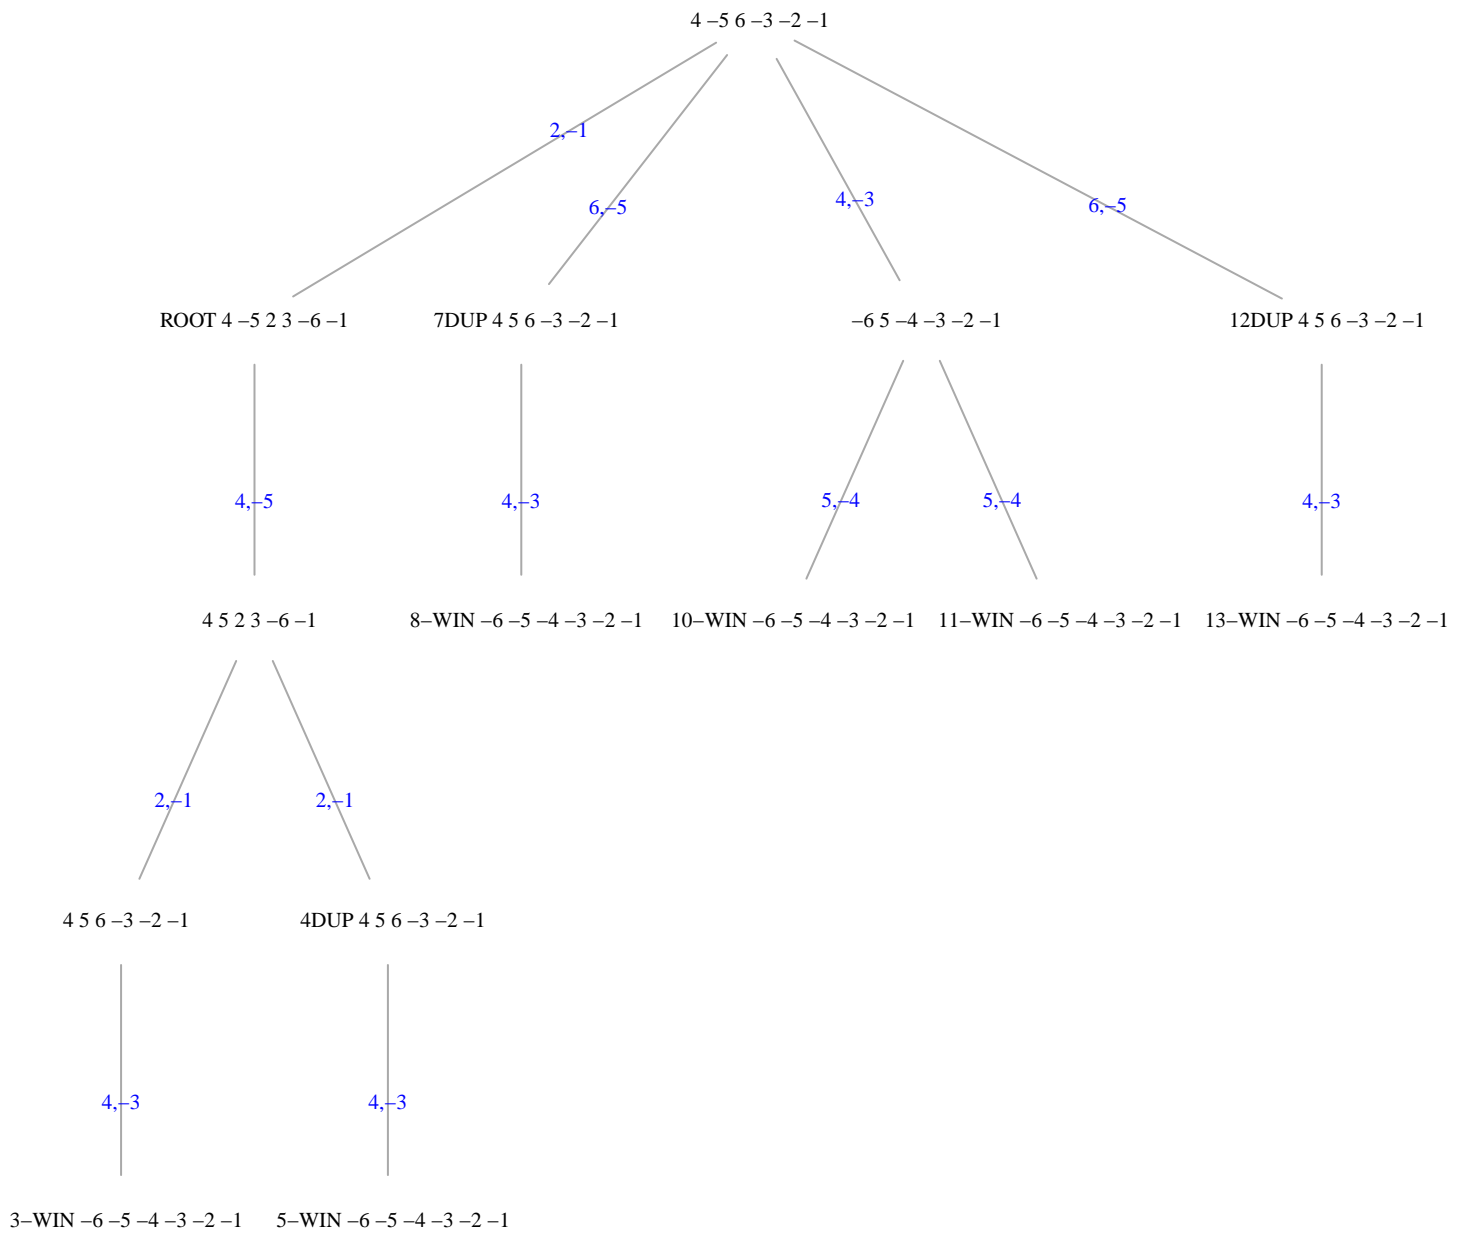 4 −5 6 −3 −2 −1
2,−1
6,−5
4,−3
6,−5
ROOT 4 −5 2 3 −6 −1
7DUP 4 5 6 −3 −2 −1
−6 5 −4 −3 −2 −1
12DUP 4 5 6 −3 −2 −1
4,−5
4,−3
5,−4
5,−4
4,−3
4 5 2 3 −6 −1
8−WIN −6 −5 −4 −3 −2 −1
10−WIN −6 −5 −4 −3 −2 −1
11−WIN −6 −5 −4 −3 −2 −1
13−WIN −6 −5 −4 −3 −2 −1
2,−1
2,−1
4 5 6 −3 −2 −1
4DUP 4 5 6 −3 −2 −1
4,−3
4,−3
3−WIN −6 −5 −4 −3 −2 −1
5−WIN −6 −5 −4 −3 −2 −1